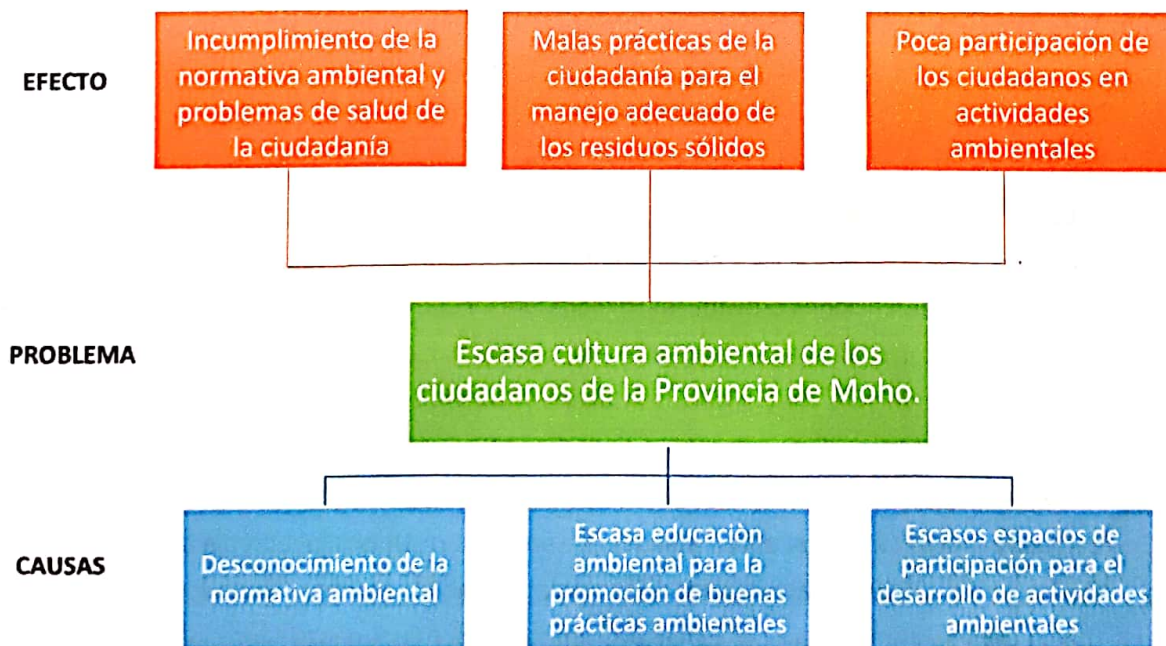 EFECTO
Incumplimiento de la
normativa ambiental y
problemas de salud de
la ciudadanía
Malas prácticas de la
ciudadanía para el
manejo adecuado de
los residuos sólidos
Poca participación de
los ciudadanos en
actividades
ambientales
PROBLEMA
Escasa cultura ambiental de los
ciudadanos de la Provincia de Moho.
CAUSAS
Desconocimiento de la
normativa ambiental
Escasa educaciòn
ambiental para la
promoción de buenas
prácticas ambientales
Escasos espacios de
participación para el
desarrollo de actividades
ambientales